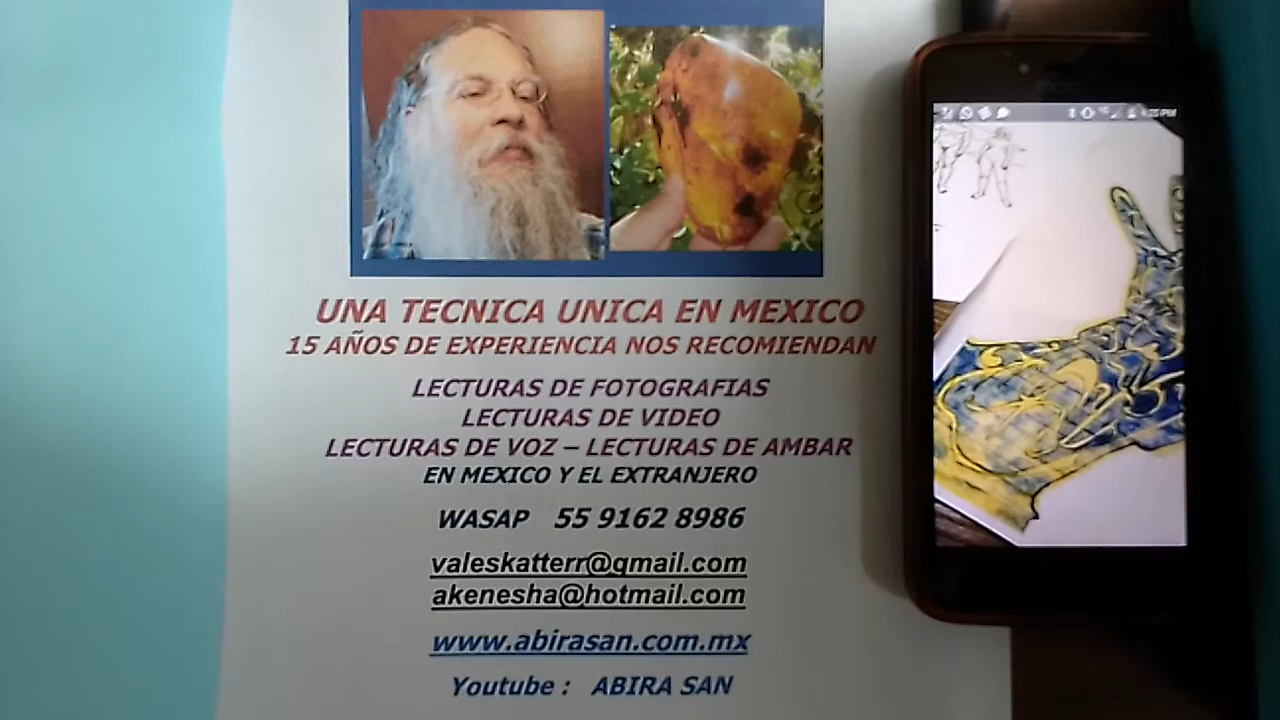 UNA TECNICA UNICA EN MEXICO
15 AÑOS DE EXPERIENCIA NOS RECOMIENDAN
LECTURAS DE FOTOGRAFIAS
LECTURAS DE VIDEO
LECTURAS DE VOZ – LECTURAS DE AMBAR
EN MEXICO Y EL EXTRANJERO
WASAP 55 9162 8986
valeskatterr@gmail.com
akenesha@hotmail.com
www.abirasan.com.mx
Youtube : ABIRA SAN